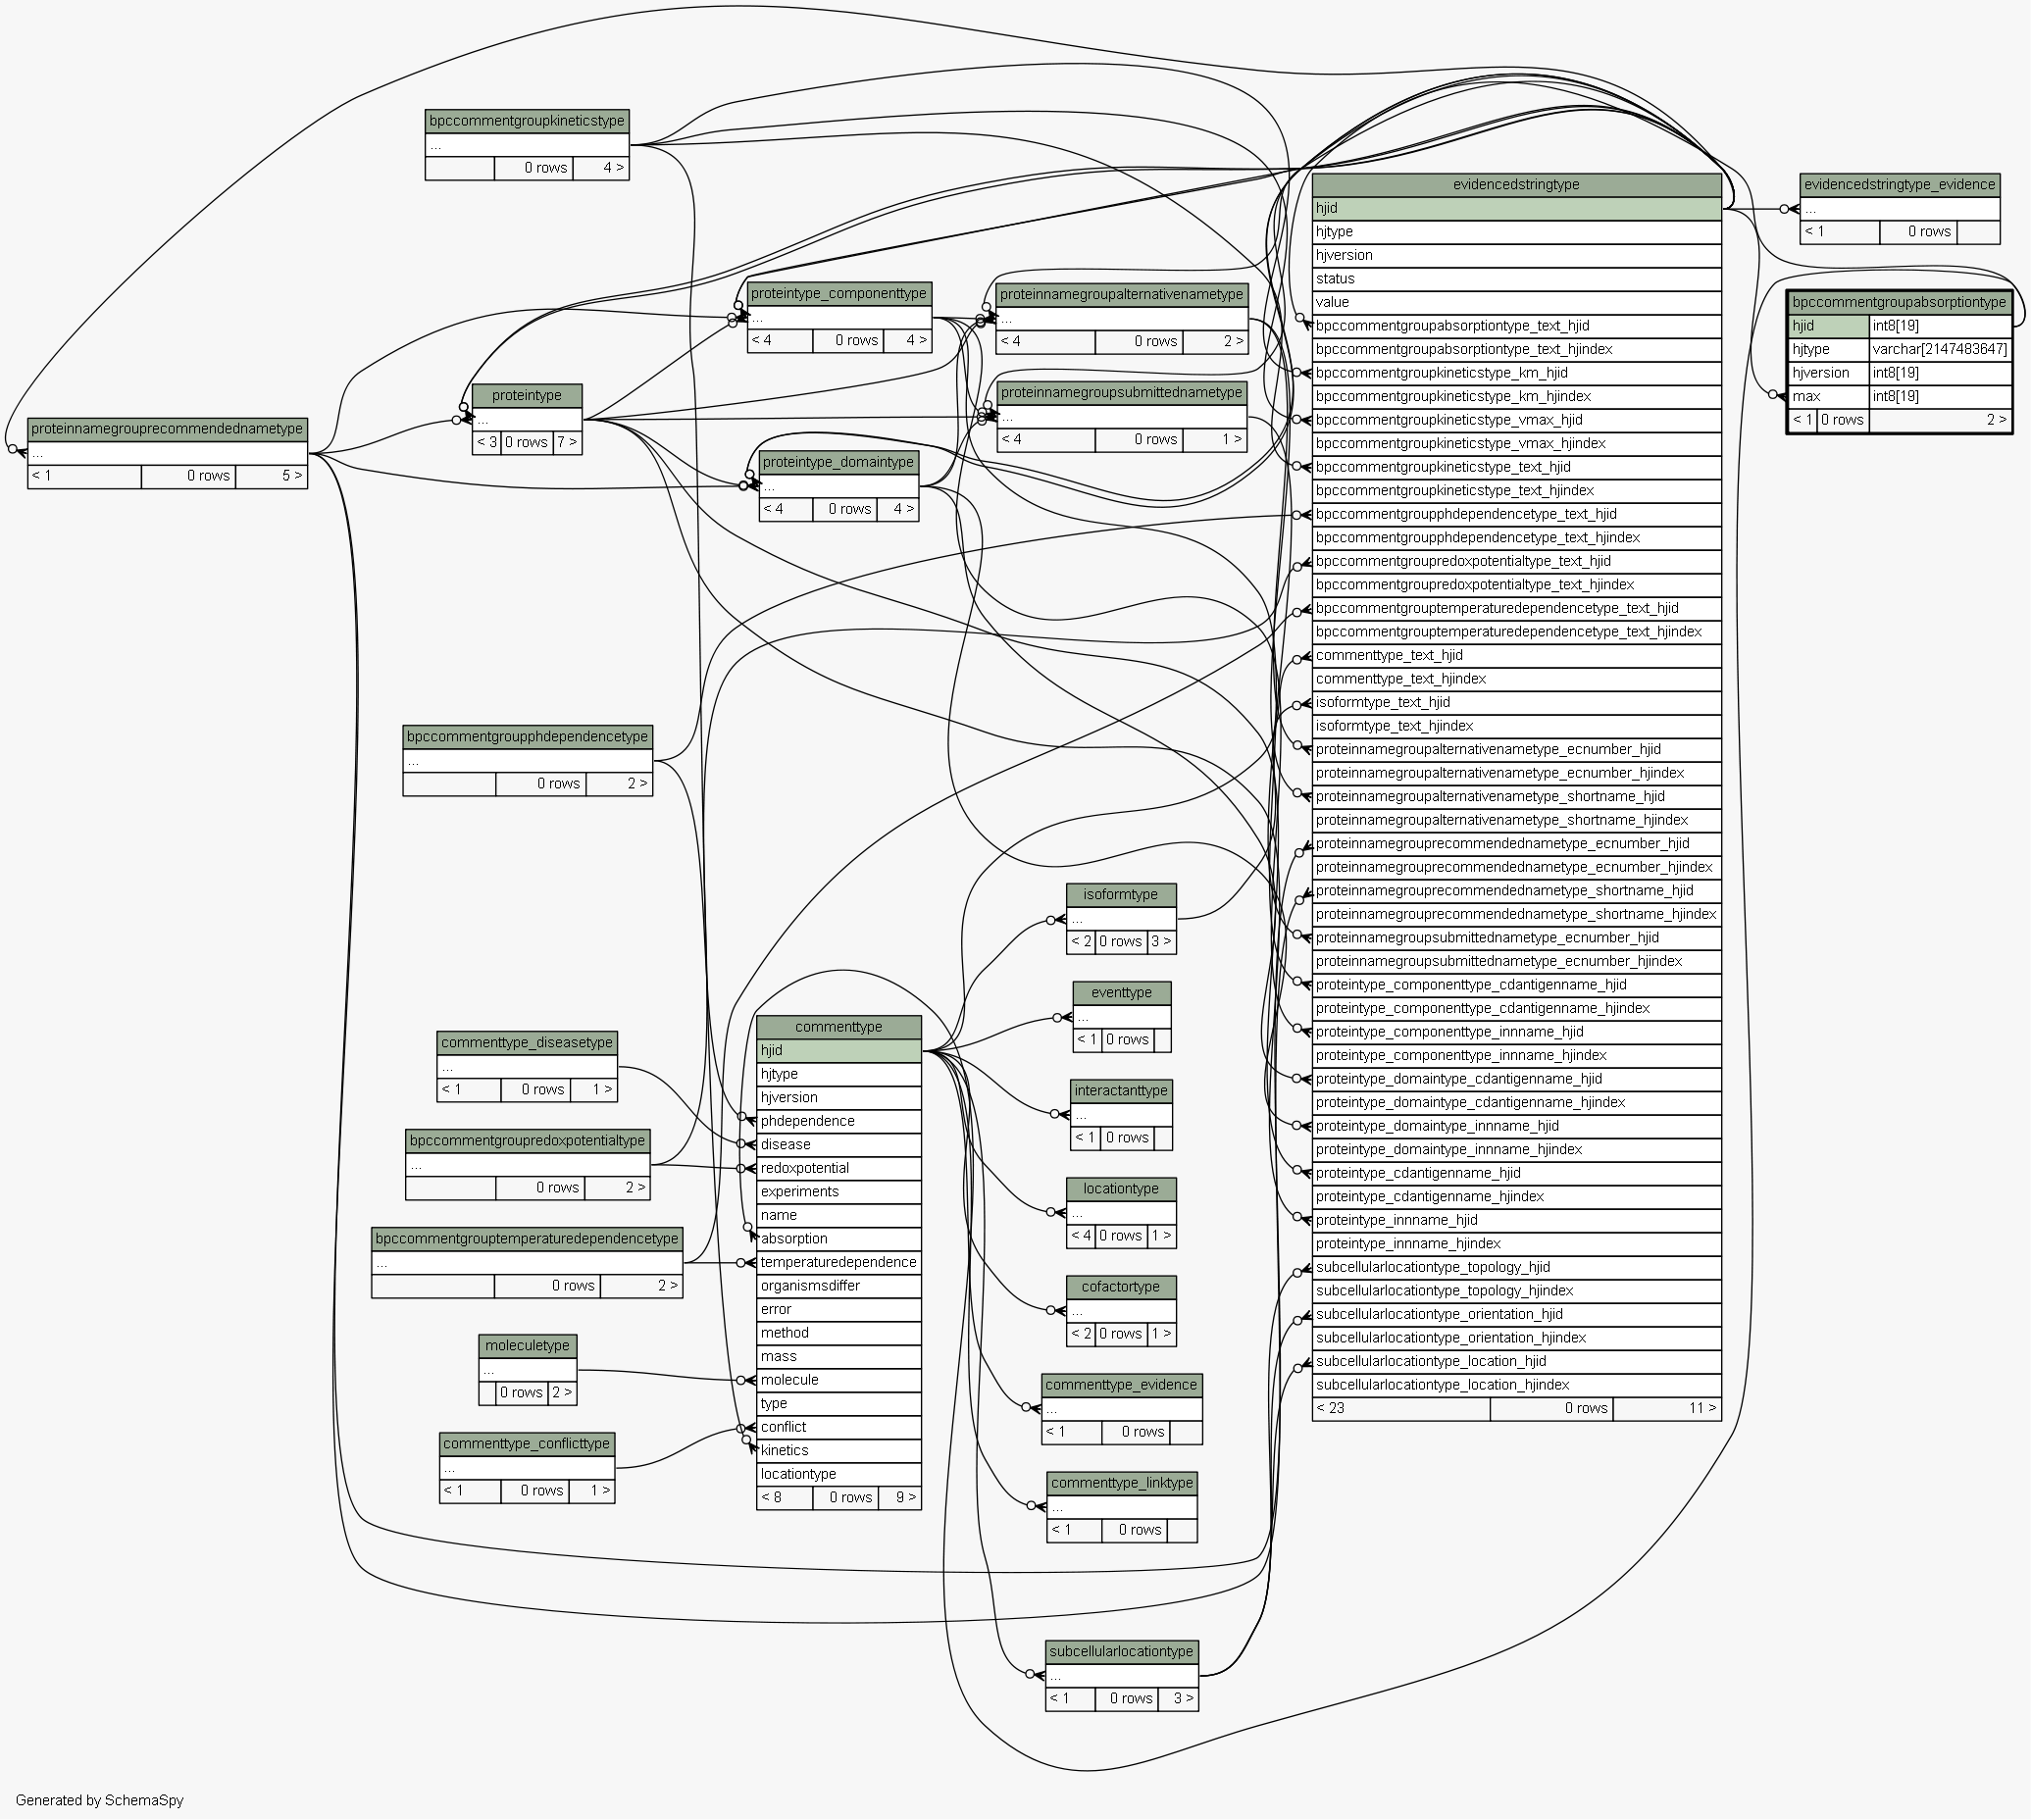 bpccommentgroupkineticstype
...
0 rows
4 >
evidencedstringtype
hjid
hjtype
hjversion
status
value
bpccommentgroupabsorptiontype_text_hjid
bpccommentgroupabsorptiontype_text_hjindex
bpccommentgroupkineticstype_km_hjid
bpccommentgroupkineticstype_km_hjindex
bpccommentgroupkineticstype_vmax_hjid
bpccommentgroupkineticstype_vmax_hjindex
bpccommentgroupkineticstype_text_hjid
bpccommentgroupkineticstype_text_hjindex
bpccommentgroupphdependencetype_text_hjid
bpccommentgroupphdependencetype_text_hjindex
bpccommentgroupredoxpotentialtype_text_hjid
bpccommentgroupredoxpotentialtype_text_hjindex
bpccommentgrouptemperaturedependencetype_text_hjid
bpccommentgrouptemperaturedependencetype_text_hjindex
commenttype_text_hjid
commenttype_text_hjindex
isoformtype_text_hjid
isoformtype_text_hjindex
proteinnamegroupalternativenametype_ecnumber_hjid
proteinnamegroupalternativenametype_ecnumber_hjindex
proteinnamegroupalternativenametype_shortname_hjid
proteinnamegroupalternativenametype_shortname_hjindex
proteinnamegrouprecommendednametype_ecnumber_hjid
proteinnamegrouprecommendednametype_ecnumber_hjindex
proteinnamegrouprecommendednametype_shortname_hjid
proteinnamegrouprecommendednametype_shortname_hjindex
proteinnamegroupsubmittednametype_ecnumber_hjid
proteinnamegroupsubmittednametype_ecnumber_hjindex
proteintype_componenttype_cdantigenname_hjid
proteintype_componenttype_cdantigenname_hjindex
proteintype_componenttype_innname_hjid
proteintype_componenttype_innname_hjindex
proteintype_domaintype_cdantigenname_hjid
proteintype_domaintype_cdantigenname_hjindex
proteintype_domaintype_innname_hjid
proteintype_domaintype_innname_hjindex
proteintype_cdantigenname_hjid
proteintype_cdantigenname_hjindex
proteintype_innname_hjid
proteintype_innname_hjindex
subcellularlocationtype_topology_hjid
subcellularlocationtype_topology_hjindex
subcellularlocationtype_orientation_hjid
subcellularlocationtype_orientation_hjindex
subcellularlocationtype_location_hjid
subcellularlocationtype_location_hjindex
< 23
0 rows
11 >
evidencedstringtype_evidence
...
< 1
0 rows
bpccommentgroupabsorptiontype
hjid int8[19]
hjtype varchar[2147483647]
hjversion int8[19]
max int8[19]
< 1 0 rows 2 >
proteintype_componenttype
...
< 4 0 rows 4 >
proteinnamegroupalternativenametype
...
< 4 0 rows 2 >
proteintype
...
< 3 0 rows 7 >
proteinnamegroupsubmittednametype
...
< 4 0 rows 1 >
proteinnamegrouprecommendednametype
...
< 1 0 rows 5 >
proteintype_domaintype
...
< 4 0 rows 4 >
bpccommentgroupphdependencetype
...
0 rows 2 >
isoformtype
...
< 2 0 rows 3 >
eventtype
...
< 1 0 rows
interactanttype
...
< 1 0 rows
locationtype
...
< 4 0 rows 1 >
cofactortype
...
< 2 0 rows 1 >
commenttype_evidence
...
< 1 0 rows
commenttype_linktype
...
< 1 0 rows
subcellularlocationtype
...
< 1 0 rows 3 >
commenttype
hjid
hjtype
hjversion
phdependence
disease
redoxpotential
experiments
name
absorption
temperaturedependence
organismsdiffer
error
method
mass
molecule
type
conflict
kinetics
locationtype
< 8 0 rows 9 >
commenttype_diseasetype
...
< 1 0 rows 1 >
bpccommentgroupredoxpotentialtype
...
0 rows 2 >
bpccommentgrouptemperaturedependencetype
...
0 rows 2 >
moleculetype
...
0 rows 2 >
commenttype_conflicttype
...
< 1 0 rows 1 >
Generated by SchemaSpy